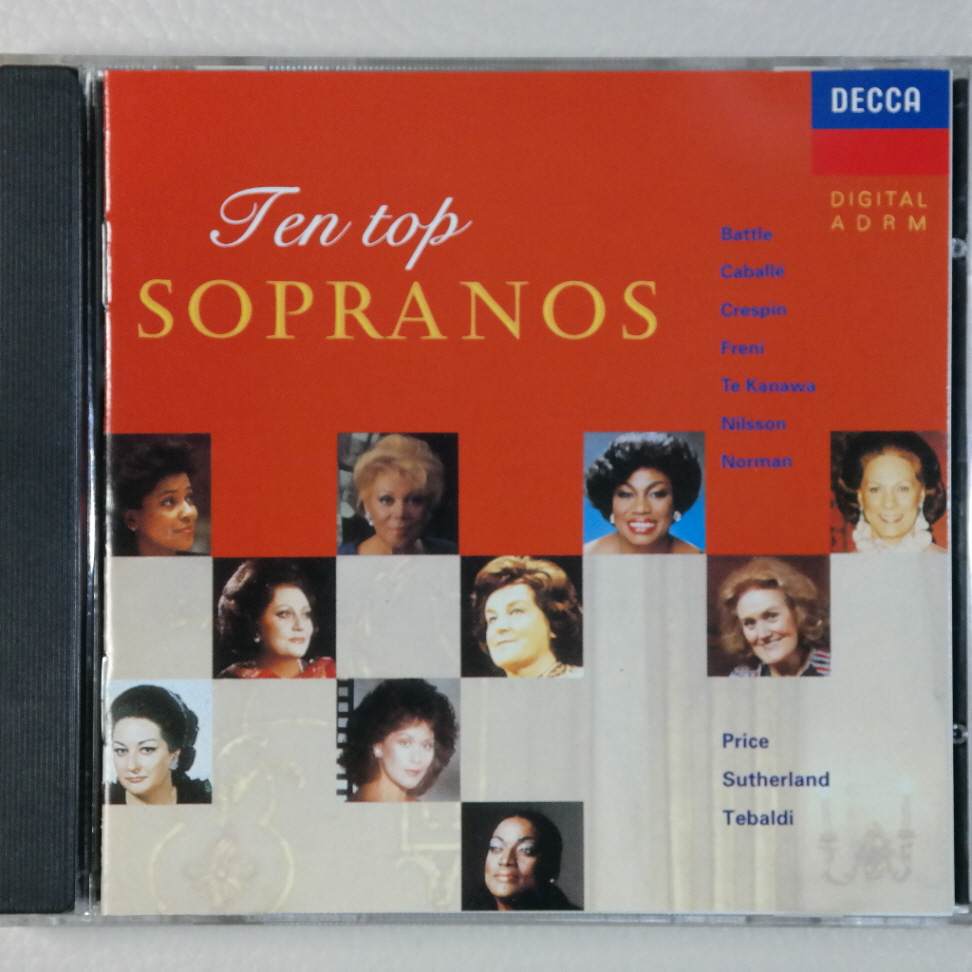 DECCA
DIGITAL
ADRM
Ten top
SOPRANOS
Battle
Caballe
Crespin
Freni
Te Kanawa
Nilsson
Norman
Price
Sutherland
Tebaldi